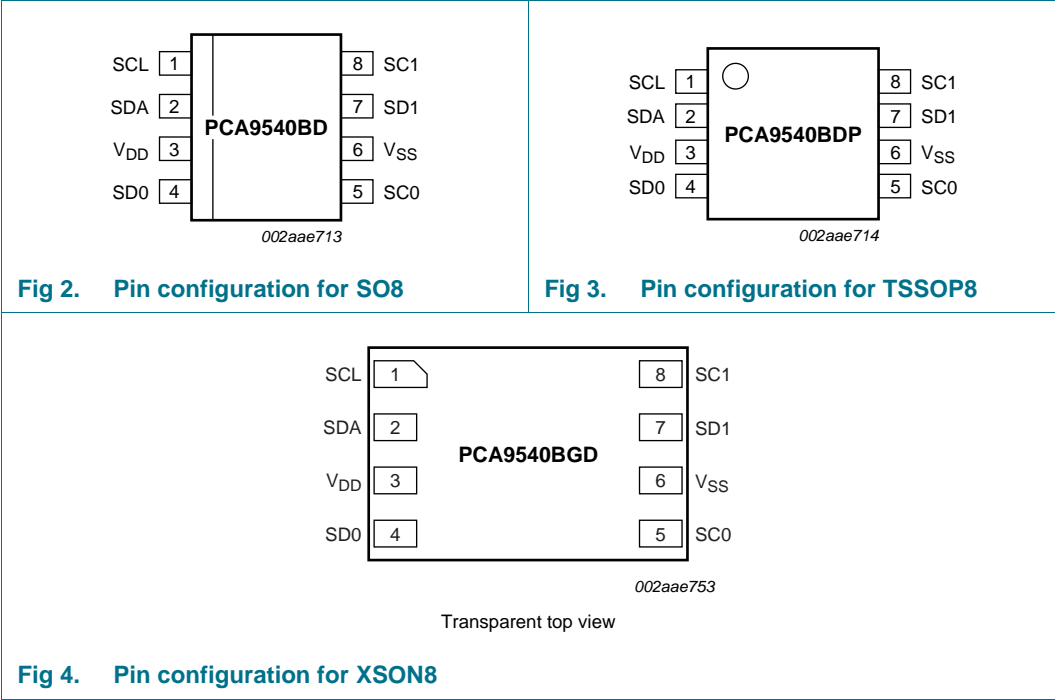 SCL 1 8 SC1
SDA 2 7 SD1
PCA9540BD
VDD 3 6 VSS
SD0 4 5 SC0
002aae713
Fig 2. Pin configuration for SO8
SCL 1 8 SC1
SDA 2 7 SD1
PCA9540BDP
VDD 3 6 VSS
SD0 4 5 SC0
002aae714
Fig 3. Pin configuration for TSSOP8
SCL 1 8 SC1
SDA 2 7 SD1
PCA9540BGD
VDD 3 6 VSS
SD0 4 5 SC0
002aae753
Transparent top view
Fig 4. Pin configuration for XSON8